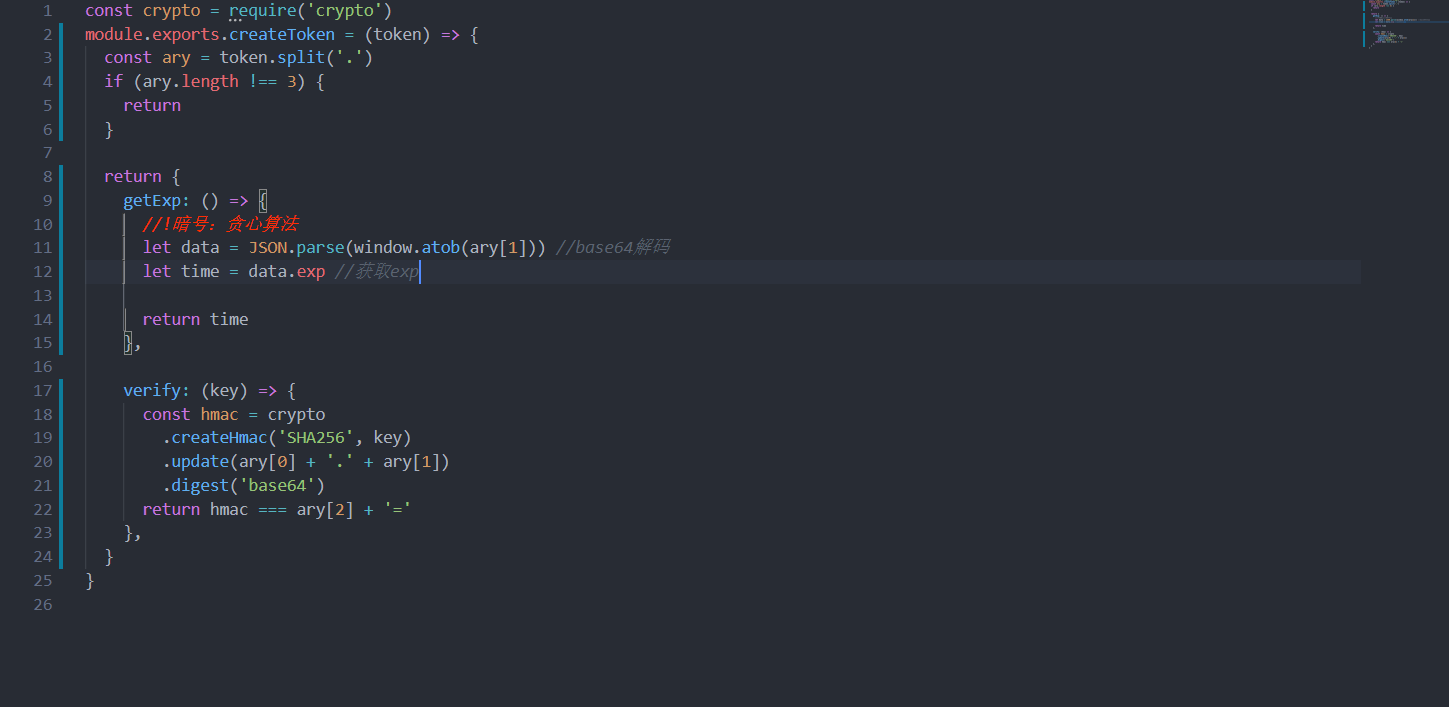 1 const crypto = require('crypto')
2 module.exports.createToken = (token) => {
3 const ary = token.split('.')
4 if (ary.length !== 3) {
5 return
6 }
7
8 return {
9 getExp: () => {
10 //!暗号：贪心算法
11 let data = JSON.parse(window.atob(ary[1])) //base64解码
12 let time = data.exp //获取exp
13
14 return time
15 },
16
17 verify: (key) => {
18 const hmac = crypto
19 .createHmac('SHA256', key)
20 .update(ary[0] + '.' + ary[1])
21 .digest('base64')
22 return hmac === ary[2] + '='
23 },
24 }
25 }
26